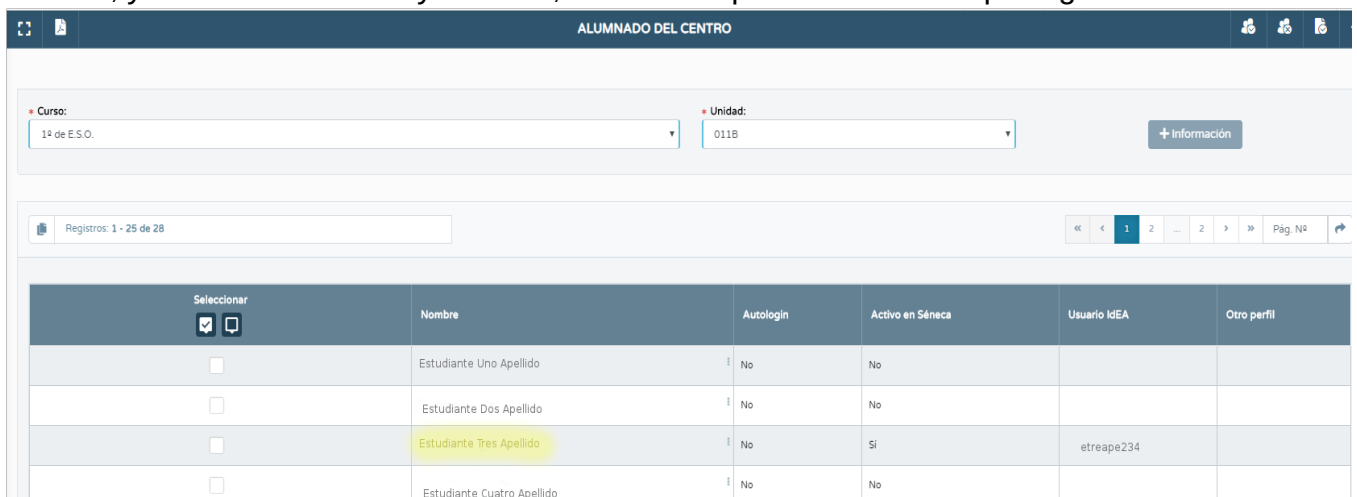 ALUMNADO DEL CENTRO
* Curso: * Unidad:
1º de E.S.O. 011B + Información
Registros: 1 - 25 de 28 « ‹ 1 2 ... 2 › » Pág. Nº
Seleccionar Nombre Autologin Activo en Séneca Usuario IdEA Otro perfil
Estudiante Uno Apellido No No
Estudiante Dos Apellido No No
Estudiante Tres Apellido No Sí etreape234
Estudiante Cuatro Apellido No No